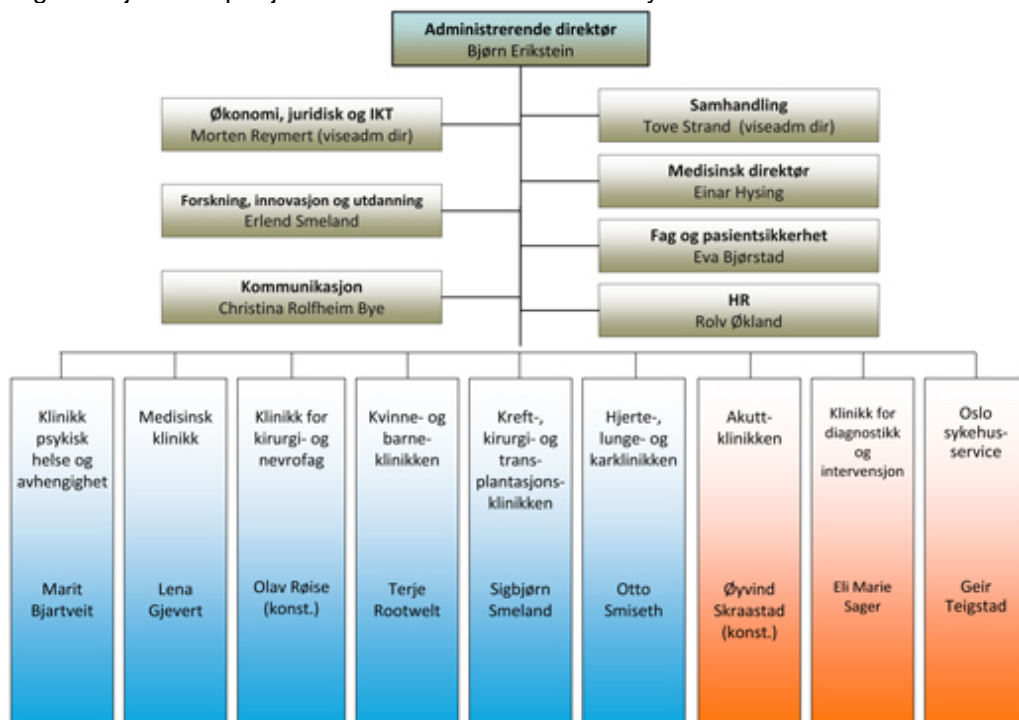 Administrerende direktør
Bjørn Erikstein
Økonomi, juridisk og IKT
Morten Reymert (viseadm dir)
Samhandling
Tove Strand (viseadm dir)
Medisinsk direktør
Einar Hysing
Forskning, innovasjon og utdanning
Erlend Smeland
Fag og pasientsikkerhet
Eva Bjørstad
Kommunikasjon
Christina Rolfheim Bye
HR
Rolv Økland
Klinikk
psykisk
helse og
avhengighet
Marit
Bjartveit
Medisinsk
klinikk
Lena
Gjevert
Klinikk for
kirurgi- og
nevrofag
Olav Røise
(konst.)
Kvinne- og
barne-
klinikken
Terje
Rootwelt
Kreft-,
kirurgi- og
trans-
plantasjons-
klinikken
Sigbjørn
Smeland
Hjerte-,
lunge- og
karklinikken
Otto
Smiseth
Akutt-
klinikken
Øyvind
Skraastad
(konst.)
Klinikk for
diagnostikk
og
intervensjon
Eli Marie
Sager
Oslo
sykehus-
service
Geir
Teigstad